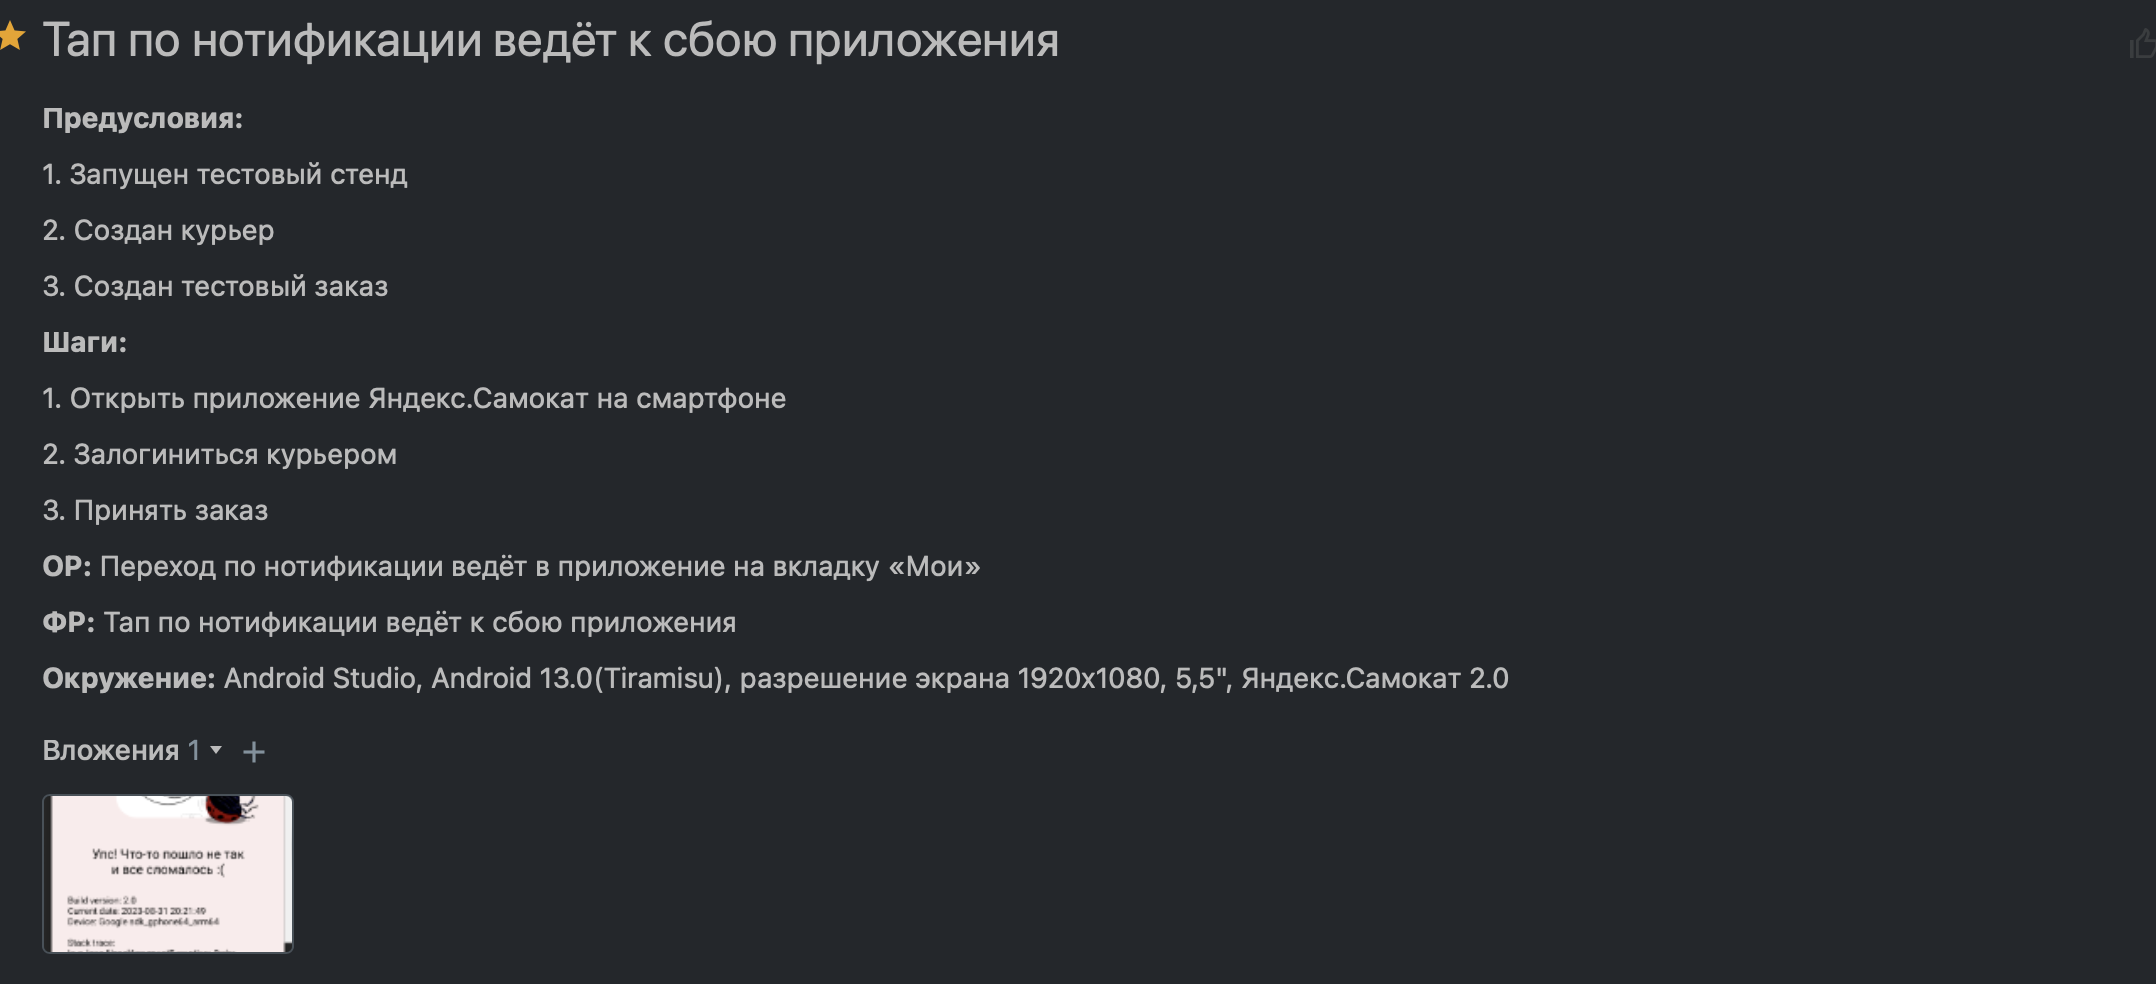 Тап по нотификации ведёт к сбою приложения
Предусловия:
1. Запущен тестовый стенд
2. Создан курьер
3. Создан тестовый заказ
Шаги:
1. Открыть приложение Яндекс.Самокат на смартфоне
2. Залогиниться курьером
3. Принять заказ
ОР: Переход по нотификации ведёт в приложение на вкладку «Мои»
ФР: Тап по нотификации ведёт к сбою приложения
Окружение: Android Studio, Android 13.0(Tiramisu), разрешение экрана 1920x1080, 5,5", Яндекс.Самокат 2.0
Вложения 1
Упс! Что-то пошло не так
и все сломалось :(
Build version: 2.0
Current date: 2023-08-31 20:21:49
Device: Google sdk_gphone64_arm64
Stack trace: